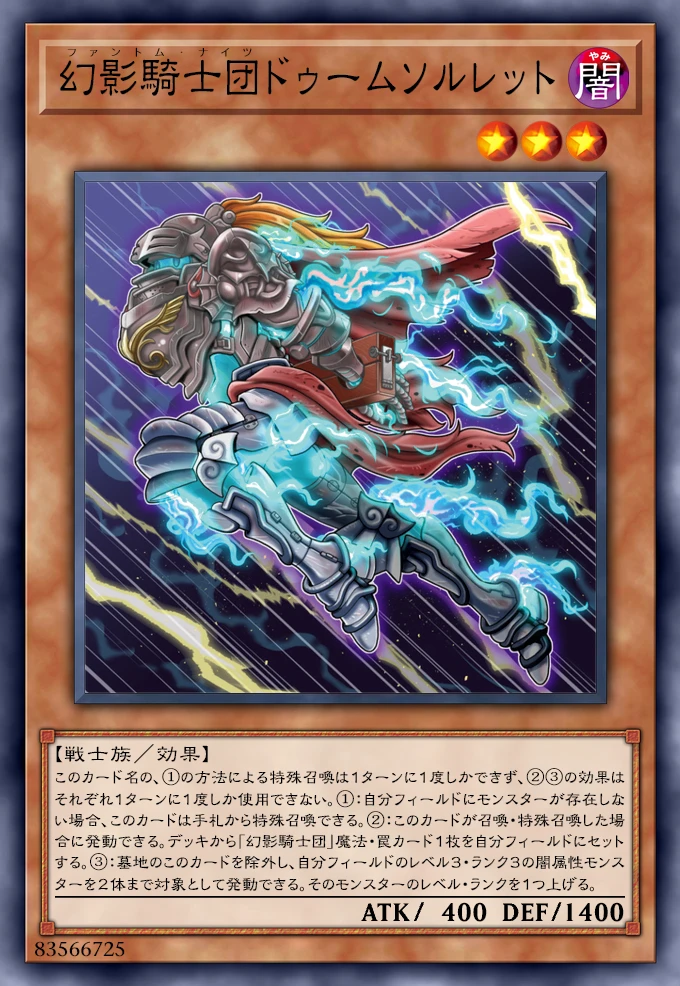 ファントム・ナイツ
幻影騎士団ドゥームソルレット
やみ
闇
【戦士族／効果】
このカード名の、①の方法による特殊召喚は１ターンに１度しかできず、②③の効果は
それぞれ１ターンに１度しか使用できない。①：自分フィールドにモンスターが存在しな
い場合、このカードは手札から特殊召喚できる。②：このカードが召喚・特殊召喚した場
合に発動できる。デッキから「幻影騎士団」魔法・罠カード１枚を自分フィールドにセット
する。③：墓地のこのカードを除外し、自分フィールドのレベル３・ランク３の闇属性モンス
ターを２体まで対象として発動できる。そのモンスターのレベル・ランクを１つ上げる。
ATK/ 400 DEF/1400
83566725